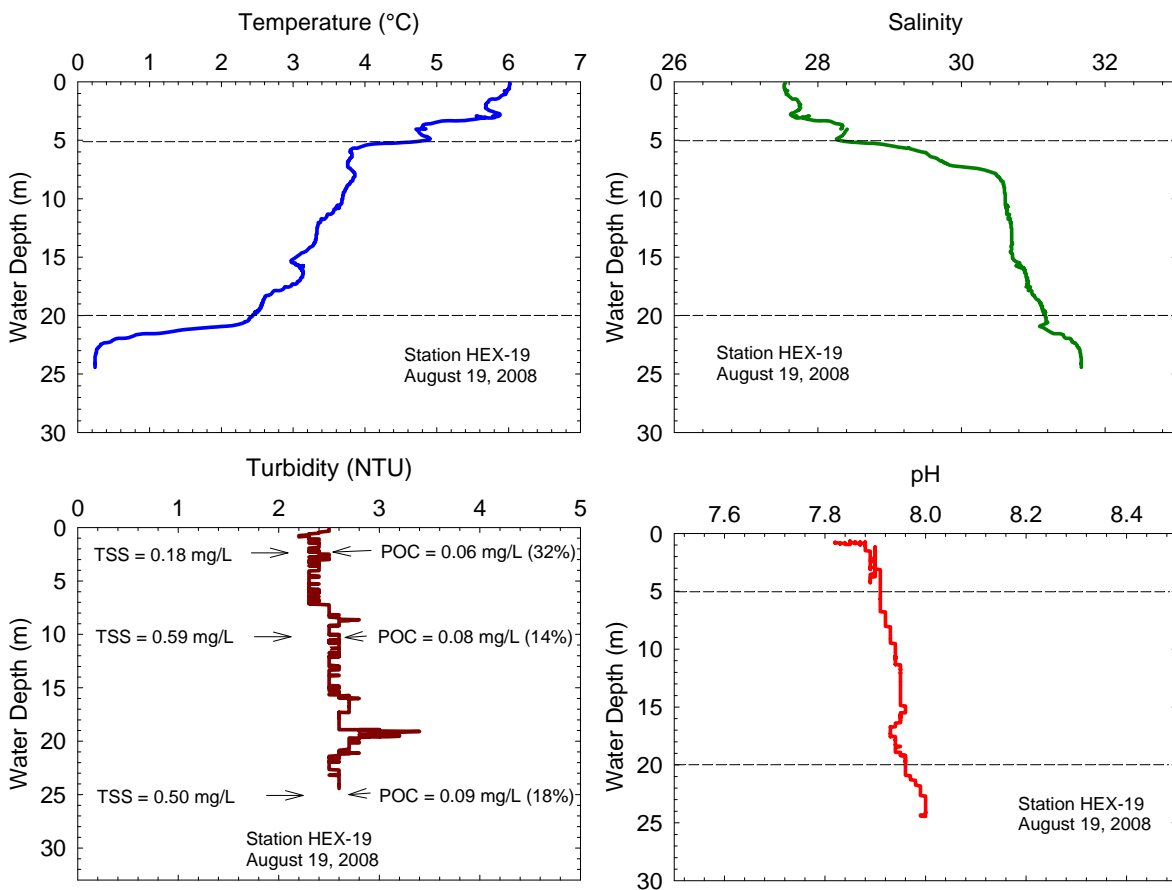 Temperature (°C)
0 1 2 3 4 5 6 7
0
5
10
15
20
25
30
Water Depth (m)
Station HEX-19
August 19, 2008
Salinity
26 28 30 32
0
5
10
15
20
25
30
Water Depth (m)
Station HEX-19
August 19, 2008
Turbidity (NTU)
0 1 2 3 4 5
0
5
10
15
20
25
30
Water Depth (m)
TSS = 0.18 mg/L POC = 0.06 mg/L (32%)
TSS = 0.59 mg/L POC = 0.08 mg/L (14%)
TSS = 0.50 mg/L POC = 0.09 mg/L (18%)
Station HEX-19
August 19, 2008
pH
7.6 7.8 8.0 8.2 8.4
0
5
10
15
20
25
30
Water Depth (m)
Station HEX-19
August 19, 2008